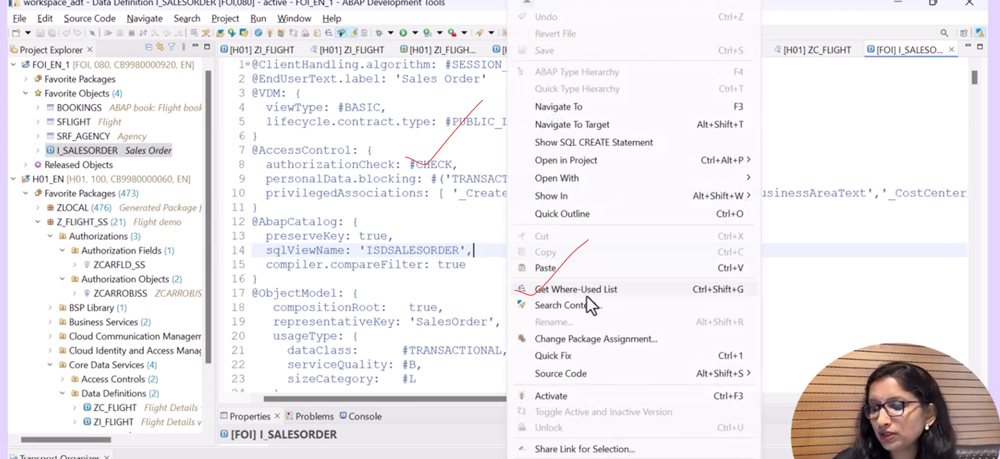 workspace_adt - Data Definition I_SALESORDER [FOI,080] - active - FOI_EN_1 - ABAP Development Tools
File Edit Source Code Navigate Search Project Run Window Help
Project Explorer
FOI_EN_1 [FOI, 080, CB9980000920, EN]
Favorite Packages
Favorite Objects (4)
BOOKINGS ABAP book: Flight book
SFLIGHT Flight
SRF_AGENCY Agency
I_SALESORDER Sales Order
Released Objects
H01_EN [H01, 100, CB9980000060, EN]
Favorite Packages (473)
ZLOCAL (476) Generated Package f
Z_FLIGHT_SS (21) Flight demo
Authorizations (3)
Authorization Fields (1)
ZCARFLD_SS
Authorization Objects (2)
ZCARROBJSS ZCARROBJS
BSP Library (1)
Business Services (2)
Cloud Communication Managem
Cloud Identity and Access Manag
Core Data Services (4)
Access Controls (2)
Data Definitions (2)
ZC_FLIGHT Flight Details
ZI_FLIGHT Flight Details v
Transport Organizer
[H01] ZI_FLIGHT [H01] ZI_FLIGHT [H01] ZI_FLIGH... [H01] ZC_FLIGHT [FOI] I_SALESO...
1 @ClientHandling.algorithm: #SESSION_
2 @EndUserText.label: 'Sales Order'
3 @VDM: {
4 viewType: #BASIC,
5 lifecycle.contract.type: #PUBLIC_L
6 }
7 @AccessControl: {
8 authorizationCheck: #CHECK,
9 personalData.blocking: #('TRANSACT
10 privilegedAssociations: [ '_Create usinessAreaText','_CostCenter
11 }
12 @AbapCatalog: {
13 preserveKey: true,
14 sqlViewName: 'ISDSALESORDER',
15 compiler.compareFilter: true
16 }
17 @ObjectModel: {
18 compositionRoot: true,
19 representativeKey: 'SalesOrder',
20 usageType: {
21 dataClass: #TRANSACTIONAL,
22 serviceQuality: #B,
23 sizeCategory: #L
Properties Problems Console
[FOI] I_SALESORDER
Undo Ctrl+Z
Revert File
Save Ctrl+S
ABAP Type Hierarchy F4
Quick Type Hierarchy Ctrl+T
Navigate To F3
Navigate To Target Alt+Shift+T
Show SQL CREATE Statement
Open in Project Ctrl+Alt+P
Open With
Show In Alt+Shift+W
Quick Outline Ctrl+O
Cut Ctrl+X
Copy Ctrl+C
Paste Ctrl+V
Get Where-Used List Ctrl+Shift+G
Search
Rename... Alt+Shift+R
Change Package Assignment...
Quick Fix Ctrl+1
Source Code Alt+Shift+S
Activate Ctrl+F3
Toggle Active and Inactive Version
Unlock Ctrl+U
Share Link for Selection...